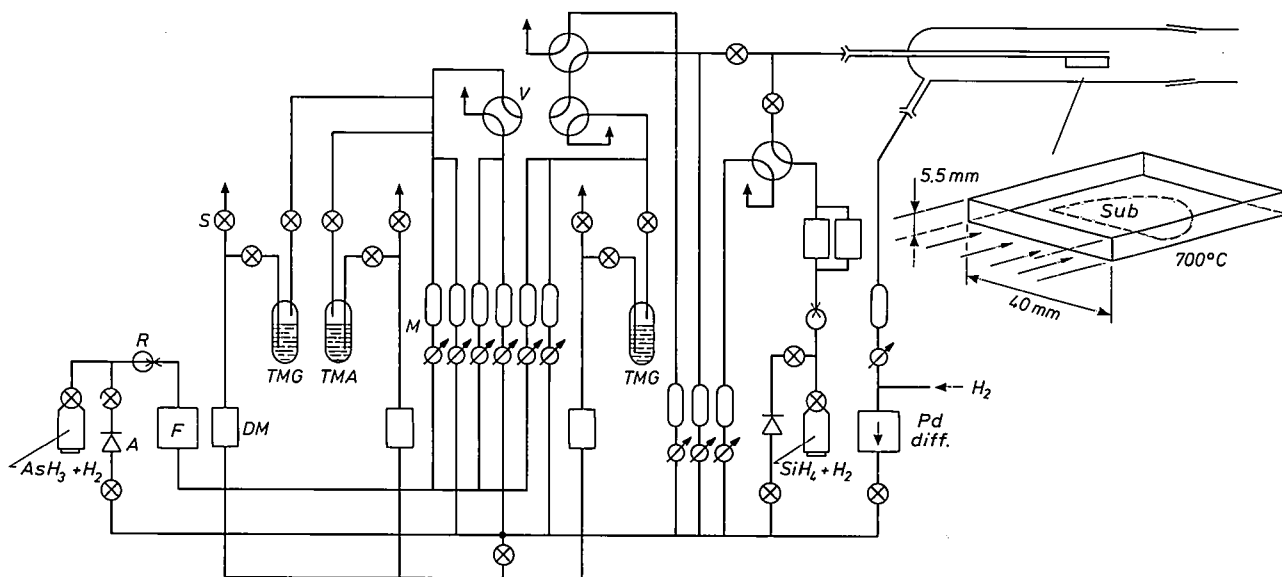 V
S
M
R
TMG
TMA
TMG
F
DM
A
AsH₃ + H₂
H₂
Pd
diff.
SiH₄ + H₂
5.5 mm
Sub
700°C
40 mm